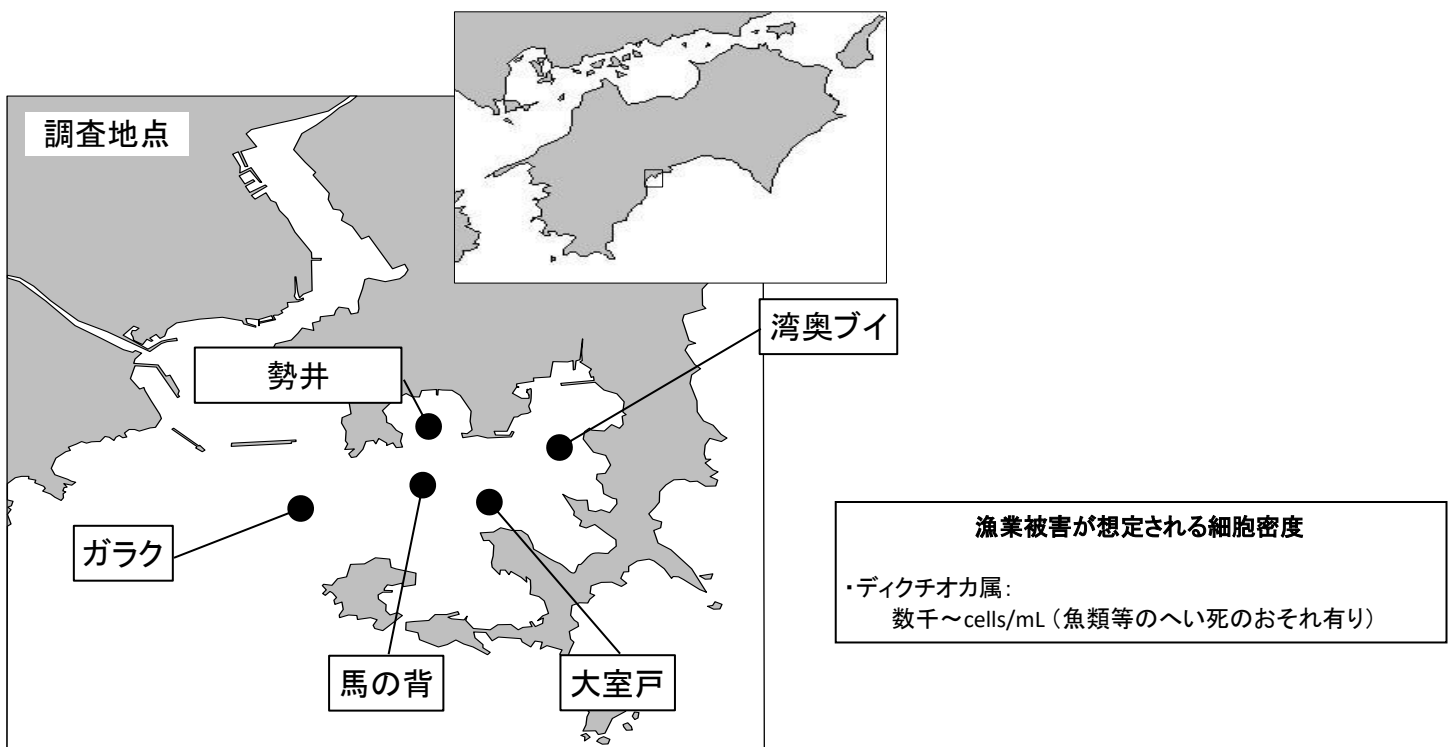 調査地点
湾奥ブイ
勢井
ガラク
馬の背
大室戸
漁業被害が想定される細胞密度
・ディクチオカ属:
数千～cells/mL (魚類等のへい死のおそれ有り)